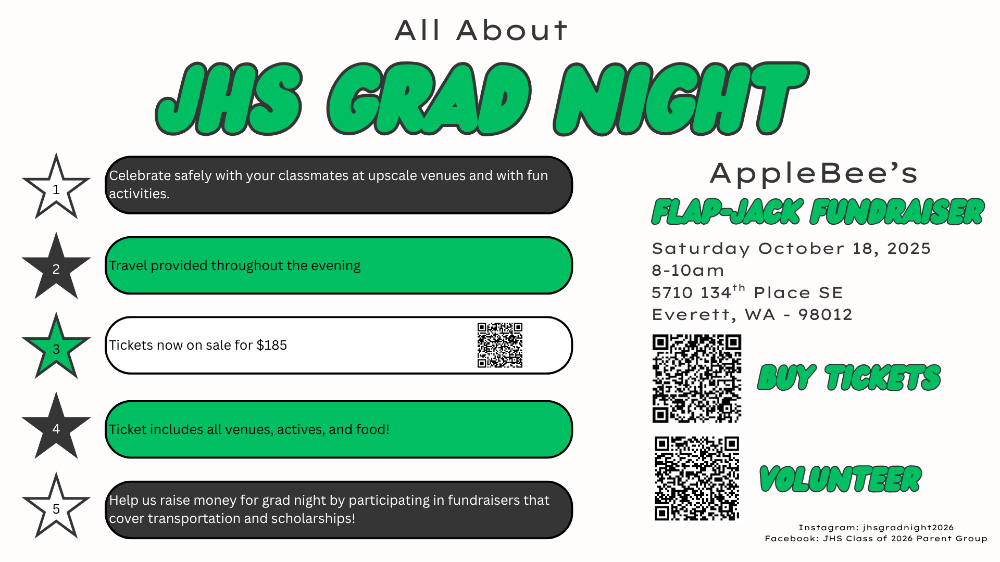 All About
JHS GRAD NIGHT
1
Celebrate safely with your classmates at upscale venues and with fun
activities.
2
Travel provided throughout the evening
3
Tickets now on sale for $185
4
Ticket includes all venues, actives, and food!
5
Help us raise money for grad night by participating in fundraisers that
cover transportation and scholarships!
AppleBee’s
FLAP-JACK FUNDRAISER
Saturday October 18, 2025
8-10am
5710 134th Place SE
Everett, WA - 98012
BUY TICKETS
VOLUNTEER
Instagram: jhsgradnight2026
Facebook: JHS Class of 2026 Parent Group